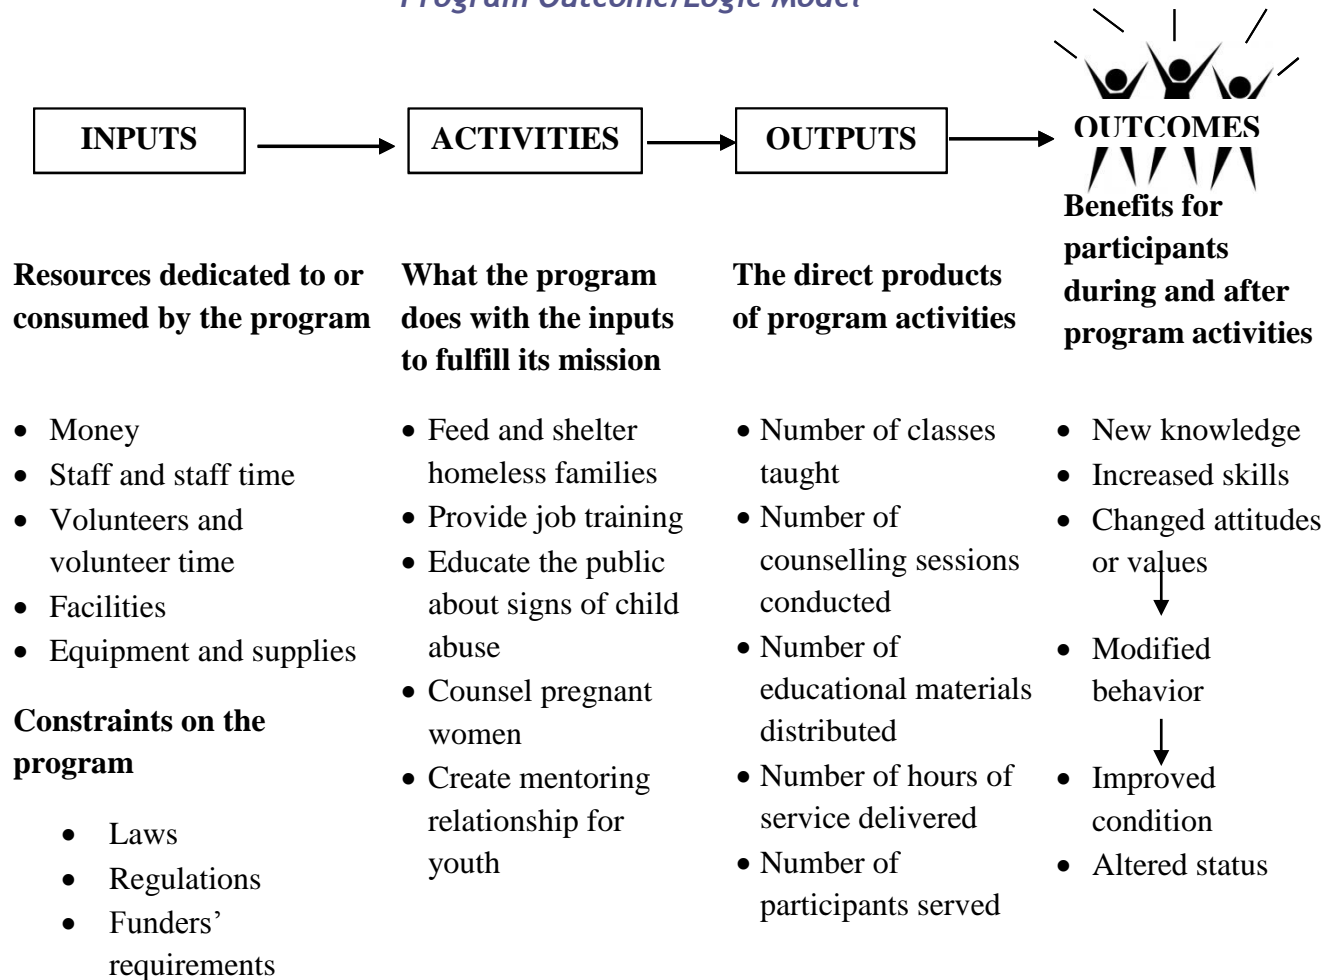 Program Outcome/Logic Model
INPUTS
ACTIVITIES
OUTPUTS
OUTCOMES
Resources dedicated to or
consumed by the program
• Money
• Staff and staff time
• Volunteers and
volunteer time
• Facilities
• Equipment and supplies
Constraints on the
program
• Laws
• Regulations
• Funders’
requirements
What the program
does with the inputs
to fulfill its mission
• Feed and shelter
homeless families
• Provide job training
• Educate the public
about signs of child
abuse
• Counsel pregnant
women
• Create mentoring
relationship for
youth
The direct products
of program activities
• Number of classes
taught
• Number of
counselling sessions
conducted
• Number of
educational materials
distributed
• Number of hours of
service delivered
• Number of
participants served
Benefits for
participants
during and after
program activities
• New knowledge
• Increased skills
• Changed attitudes
or values
• Modified
behavior
• Improved
condition
• Altered status